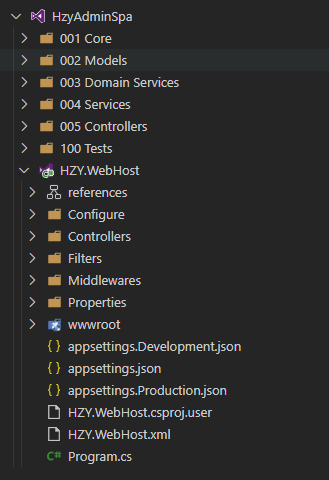 HzyAdminSpa
001 Core
002 Models
003 Domain Services
004 Services
005 Controllers
100 Tests
HZY.WebHost
references
Configure
Controllers
Filters
Middlewares
Properties
wwwroot
{ } appsettings.Development.json
{ } appsettings.json
{ } appsettings.Production.json
HZY.WebHost.csproj.user
HZY.WebHost.xml
C# Program.cs